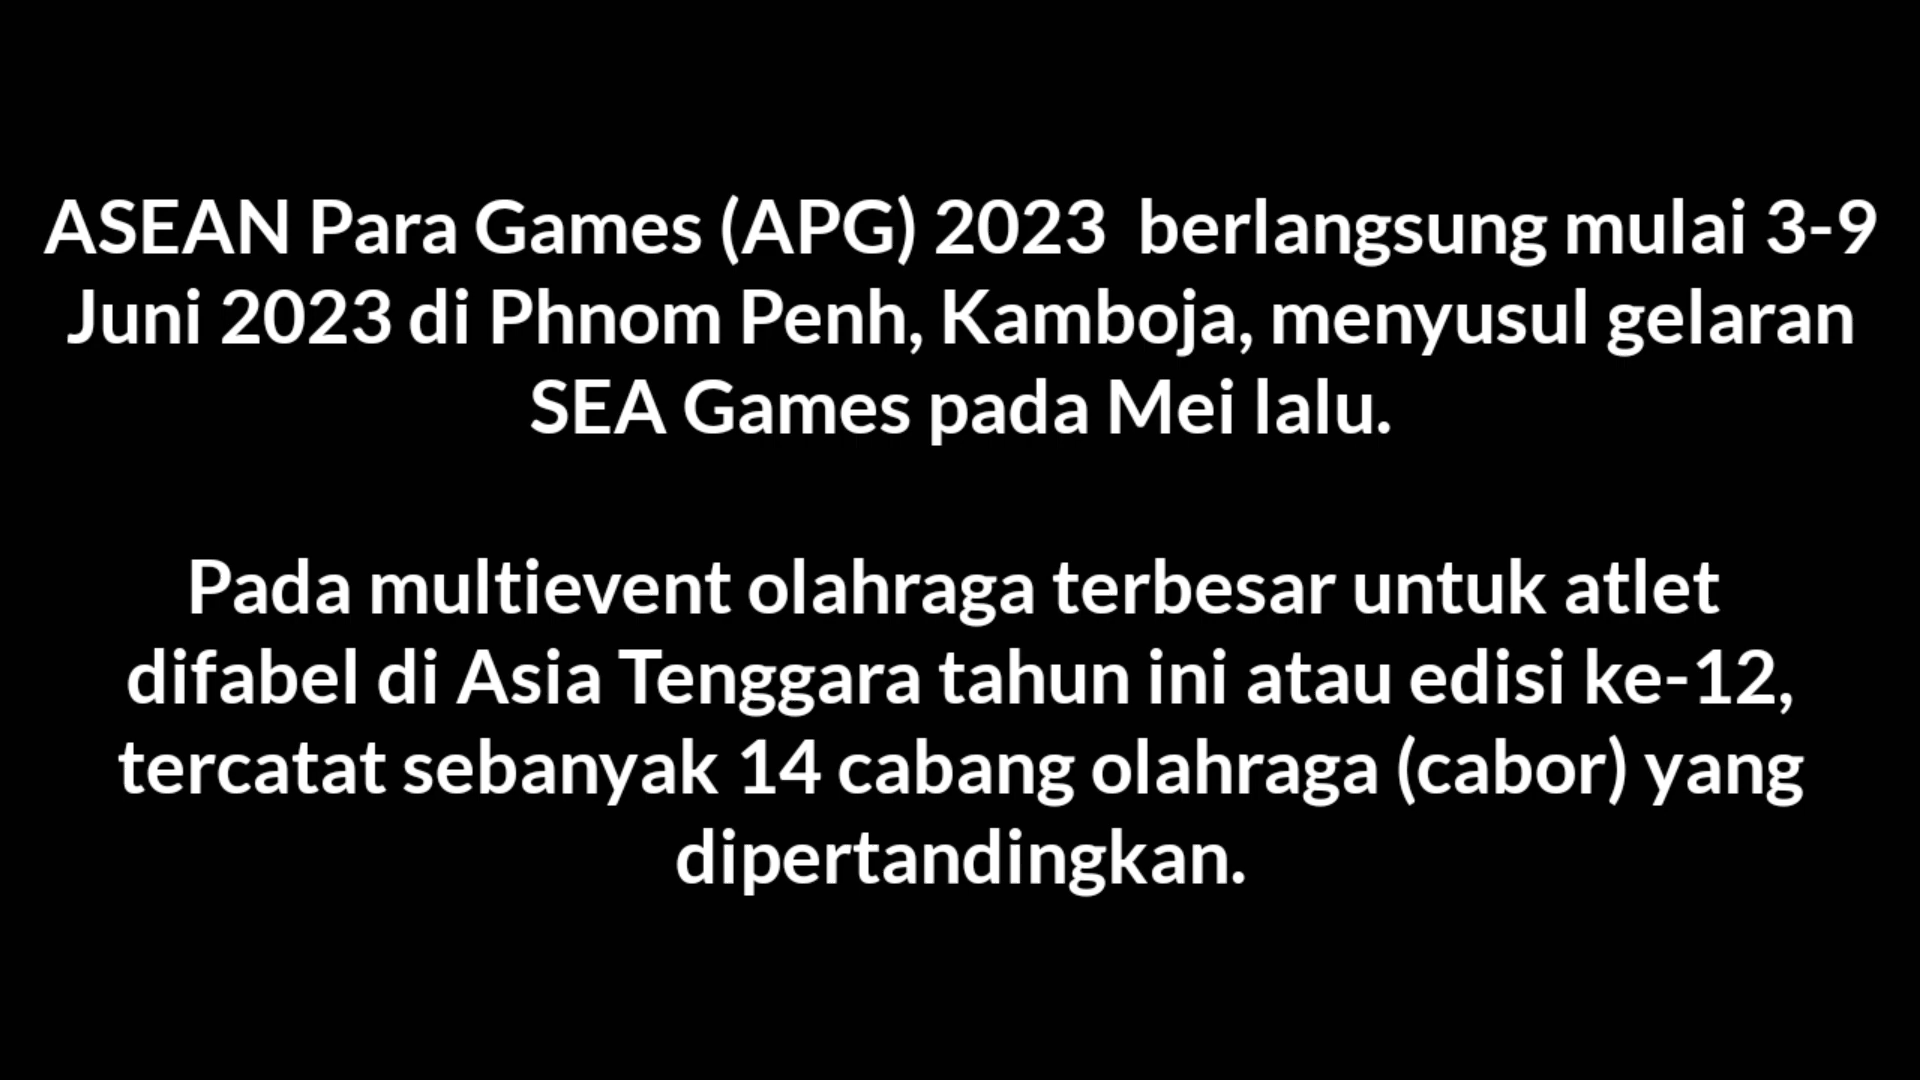 ASEAN Para Games (APG) 2023  berlangsung mulai 3-9
Juni 2023 di Phnom Penh, Kamboja, menyusul gelaran
SEA Games pada Mei lalu.
Pada multievent olahraga terbesar untuk atlet
difabel di Asia Tenggara tahun ini atau edisi ke-12,
tercatat sebanyak 14 cabang olahraga (cabor) yang
dipertandingkan.